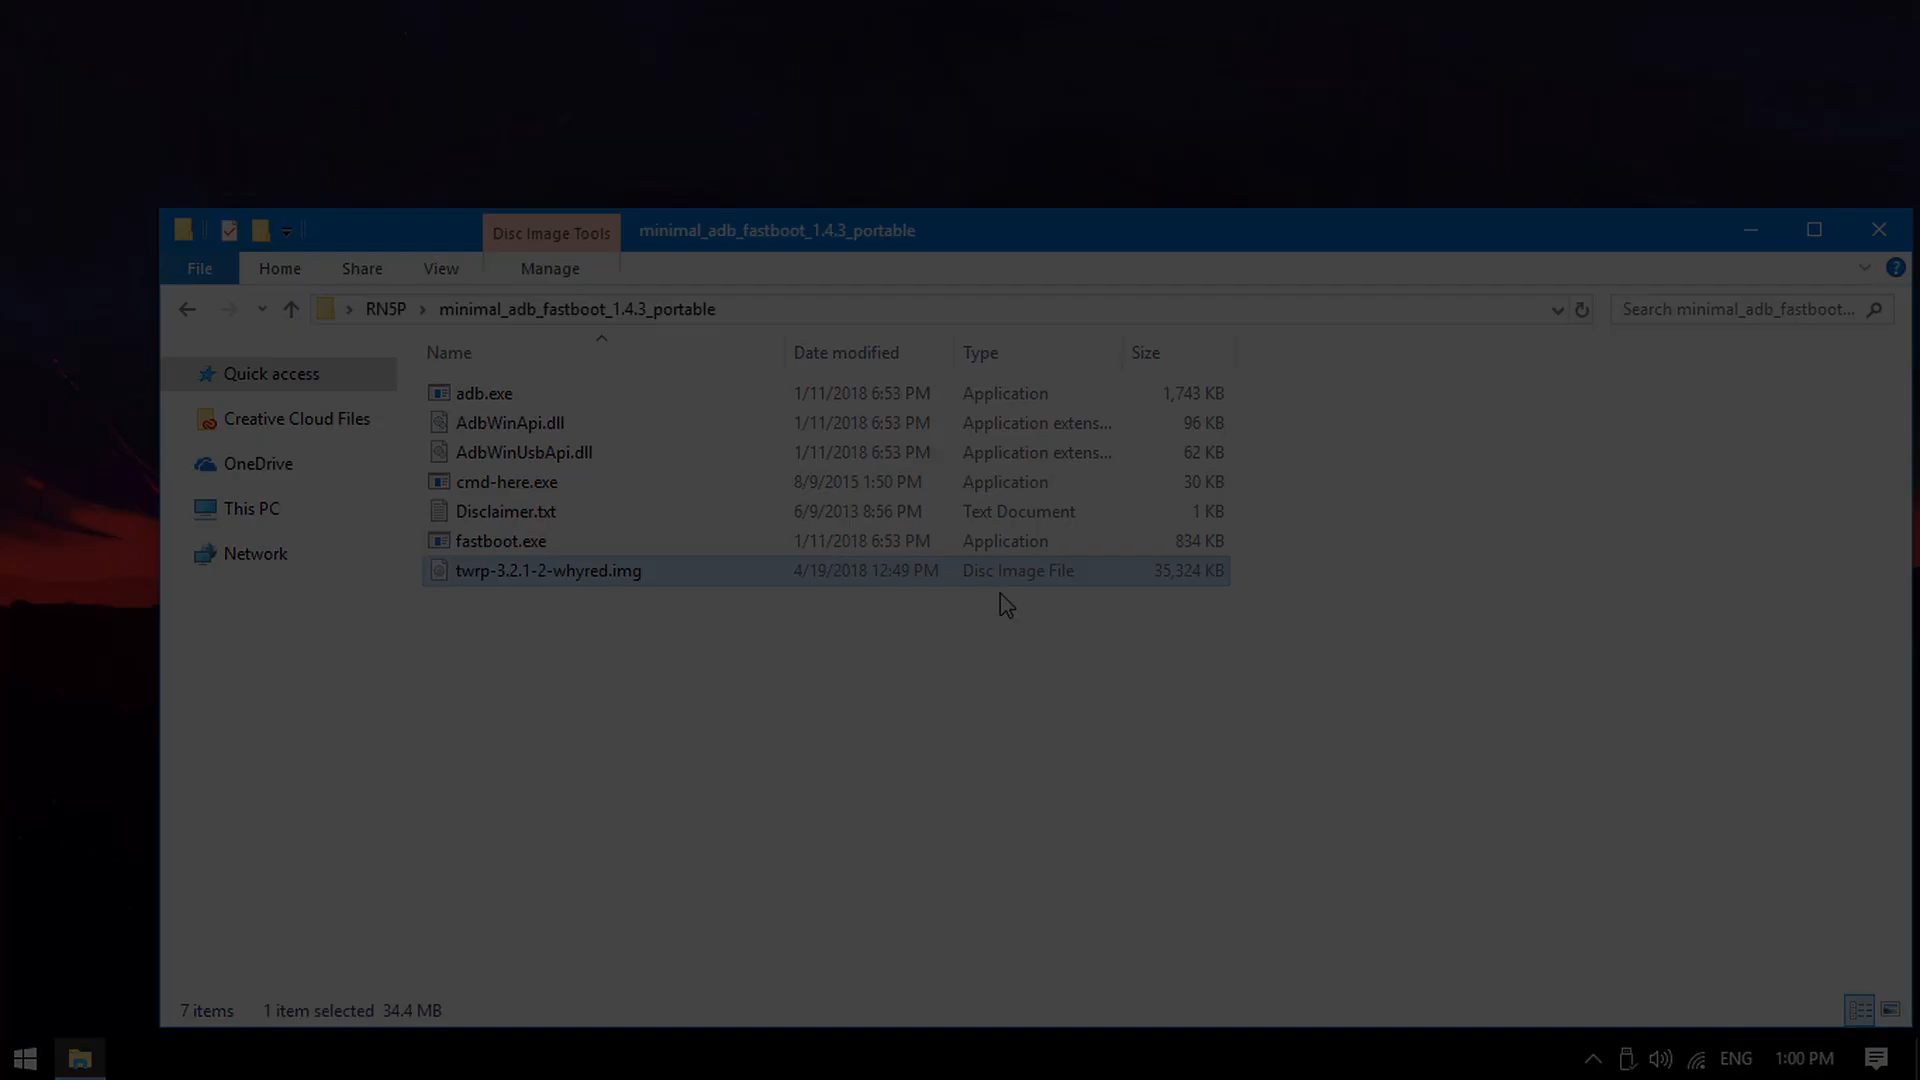 Disc Image Tools
minimal_adb_fastboot_1.4.3_portable
File
Home
Share
View
Manage
RN5P
minimal_adb_fastboot_1.4.3_portable
Search minimal_adb_fastboot...
Name
Date modified
Type
Size
Quick access
Creative Cloud Files
OneDrive
This PC
Network
adb.exe 1/11/2018 6:53 PM Application 1,743 KB
AdbWinApi.dll 1/11/2018 6:53 PM Application extens... 96 KB
AdbWinUsbApi.dll 1/11/2018 6:53 PM Application extens... 62 KB
cmd-here.exe 8/9/2015 1:50 PM Application 30 KB
Disclaimer.txt 6/9/2013 8:56 PM Text Document 1 KB
fastboot.exe 1/11/2018 6:53 PM Application 834 KB
twrp-3.2.1-2-whyred.img 4/19/2018 12:49 PM Disc Image File 35,324 KB
7 items 1 item selected 34.4 MB
ENG 1:00 PM